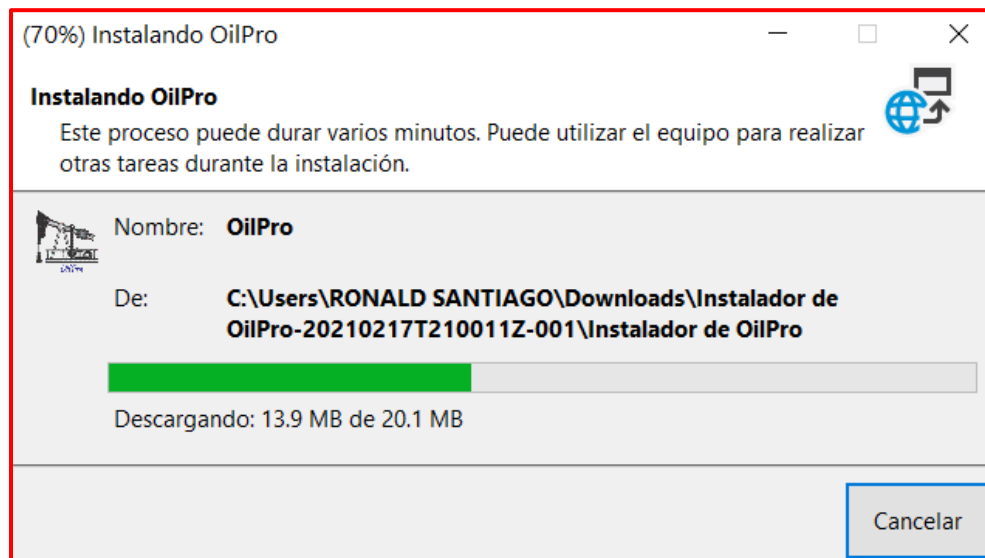 (70%) Instalando OilPro
Instalando OilPro
Este proceso puede durar varios minutos. Puede utilizar el equipo para realizar
otras tareas durante la instalación.
Nombre: OilPro
OilPro
De: C:\Users\RONALD SANTIAGO\Downloads\Instalador de
OilPro-20210217T210011Z-001\Instalador de OilPro
Descargando: 13.9 MB de 20.1 MB
Cancelar